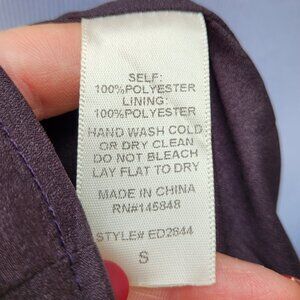 SELF:
100%POLYESTER
LINING:
100%POLYESTER
HAND WASH COLD
OR DRY CLEAN
DO NOT BLEACH
LAY FLAT TO DRY
MADE IN CHINA
RN#145848
STYLE# ED2844
S